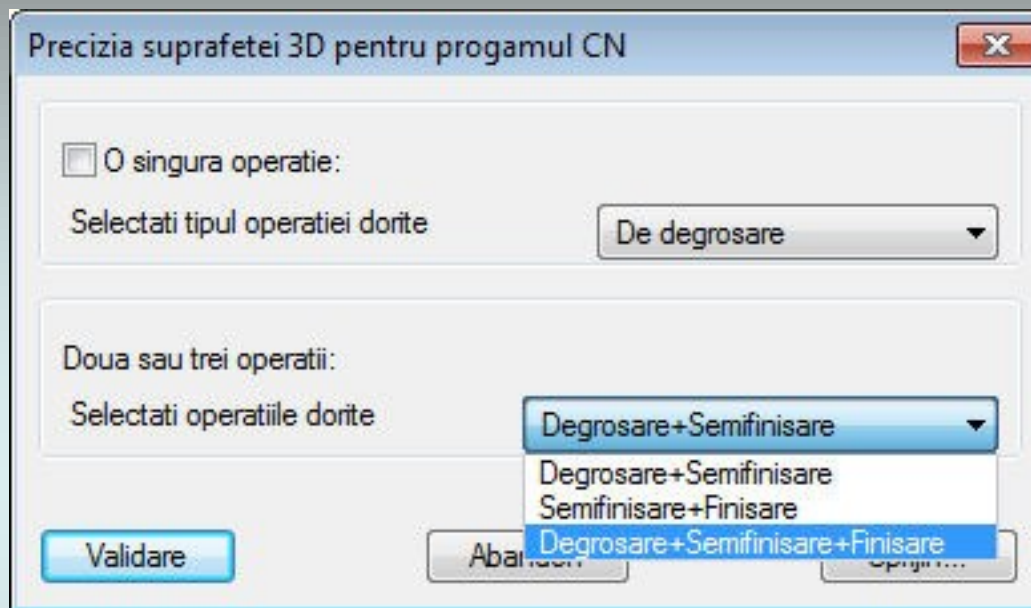 Precizia suprafetei 3D pentru progamul CN
O singura operatie:
Selectati tipul operatiei dorite
De degrosare
Doua sau trei operatii:
Selectati operatiile dorite
Degrosare+Semifinisare
Degrosare+Semifinisare
Semifinisare+Finisare
Degrosare+Semifinisare+Finisare
Validare